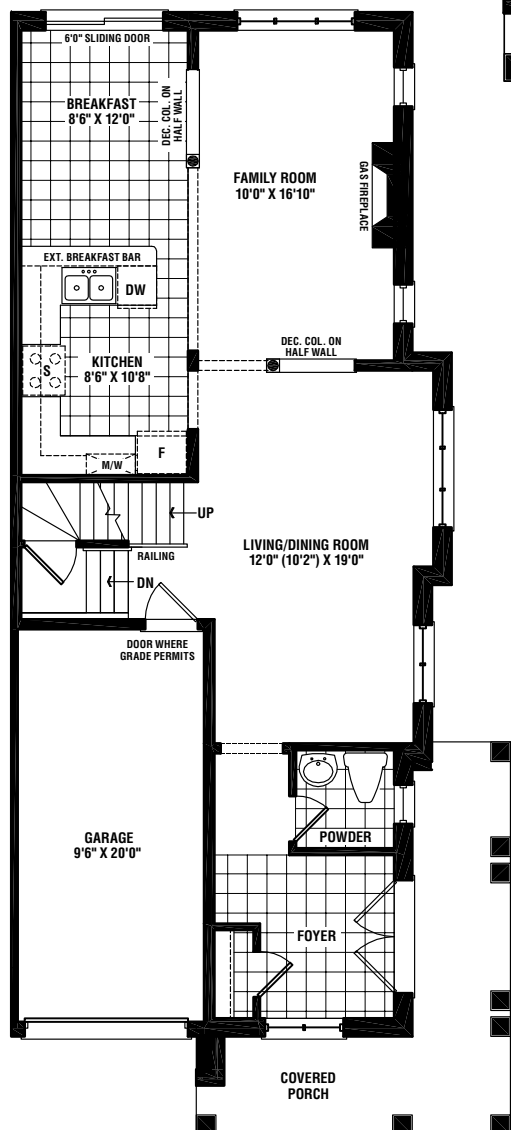 6'0" SLIDING DOOR
BREAKFAST
8'6" X 12'0"
DEC. COL. ON
HALF WALL
FAMILY ROOM
10'0" X 16'10"
GAS FIREPLACE
EXT. BREAKFAST BAR
DW
DEC. COL. ON
HALF WALL
KITCHEN
8'6" X 10'8"
S
F
M/W
UP
RAILING
LIVING/DINING ROOM
12'0" (10'2") X 19'0"
DN
DOOR WHERE
GRADE PERMITS
GARAGE
9'6" X 20'0"
POWDER
FOYER
COVERED
PORCH